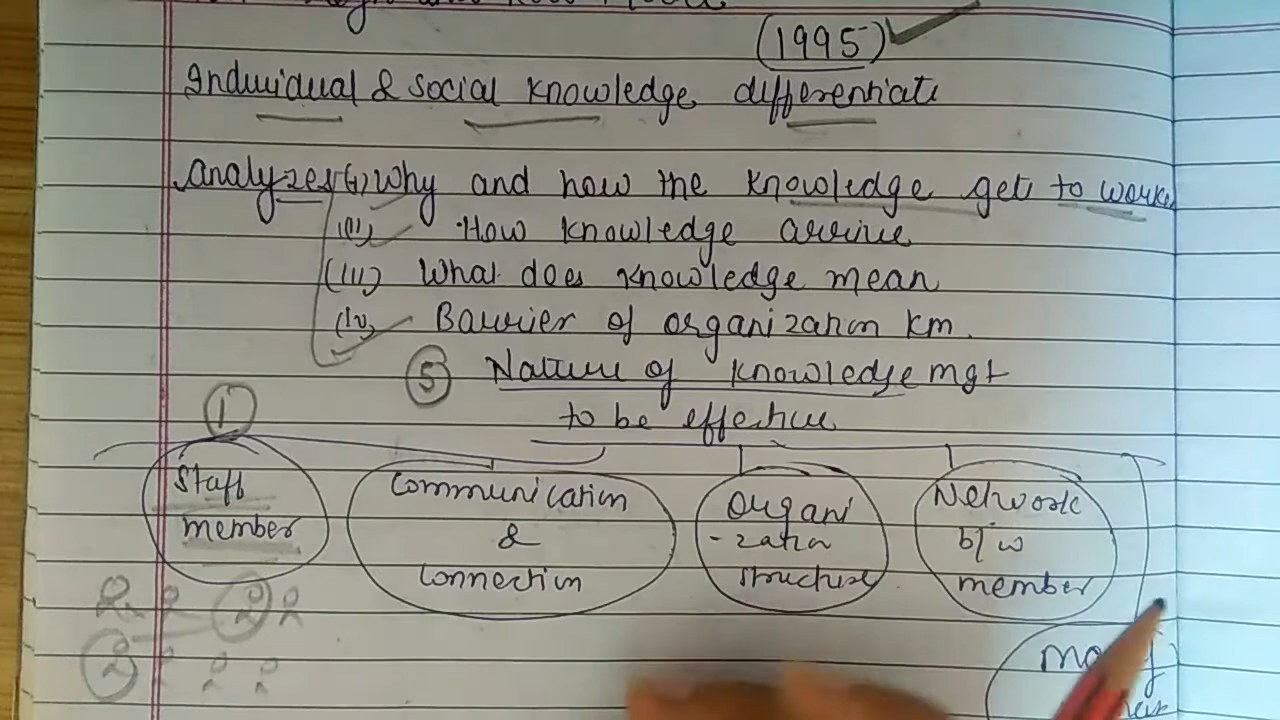 (1995)
Individual & social knowledge differentiate
Analyzes (i) Why and how the knowledge gets to worke
(ii) How knowledge arrive
(iii) What does knowledge mean
(iv) Barrier of organization km.
⑤ Nature of knowledge mgt
to be effective
①
Staff
member
Communication
&
Connection
Organi
-zation
structure
Network
b/w
member